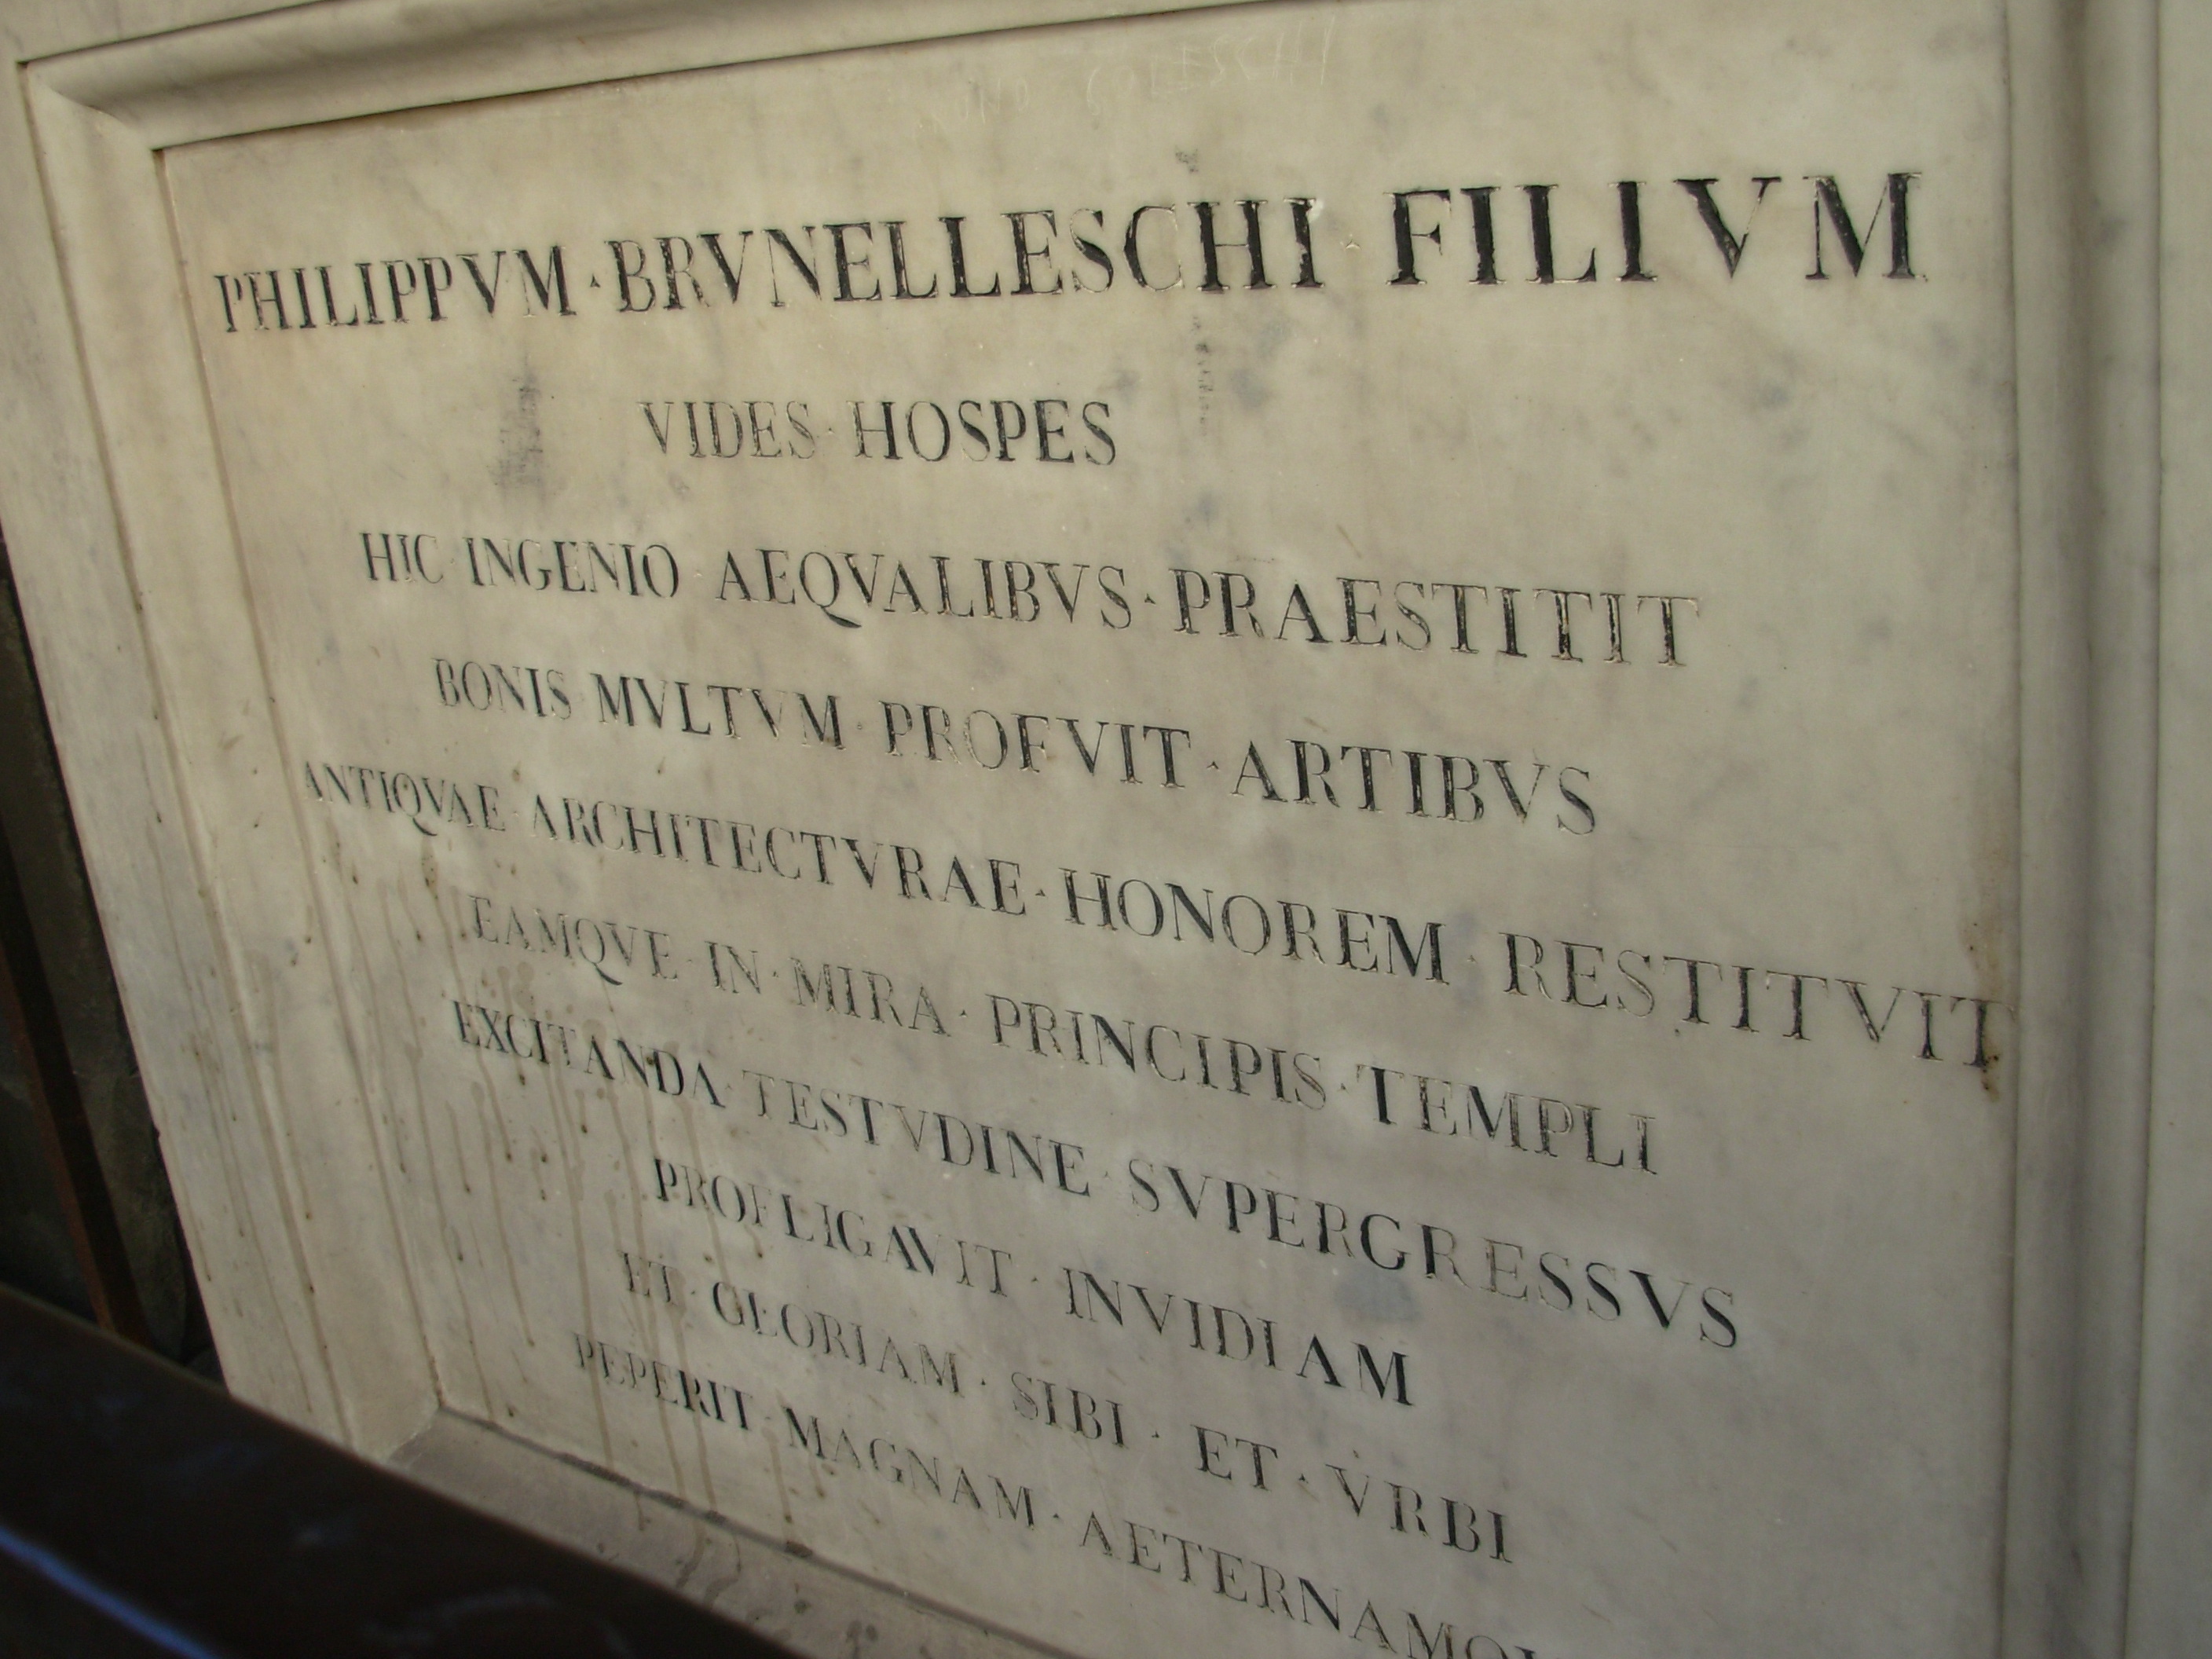 PHILIPPVM · BRVNELLESCHI · FILIVM
VIDES · HOSPES
HIC · INGENIO · AEQVALIBVS · PRAESTITIT
BONIS · MVLTVM · PROFVIT · ARTIBVS
ANTIQVAE · ARCHITECTVRAE · HONOREM · RESTITVIT
EAMQVE · IN · MIRA · PRINCIPIS · TEMPLI
EXCITANDA · TESTVDINE · SVPERGRESSVS
PROFLIGAVIT · INVIDIAM
ET · GLORIAM · SIBI · ET · VRBI
PEPERIT · MAGNAM · AETERNAMQV